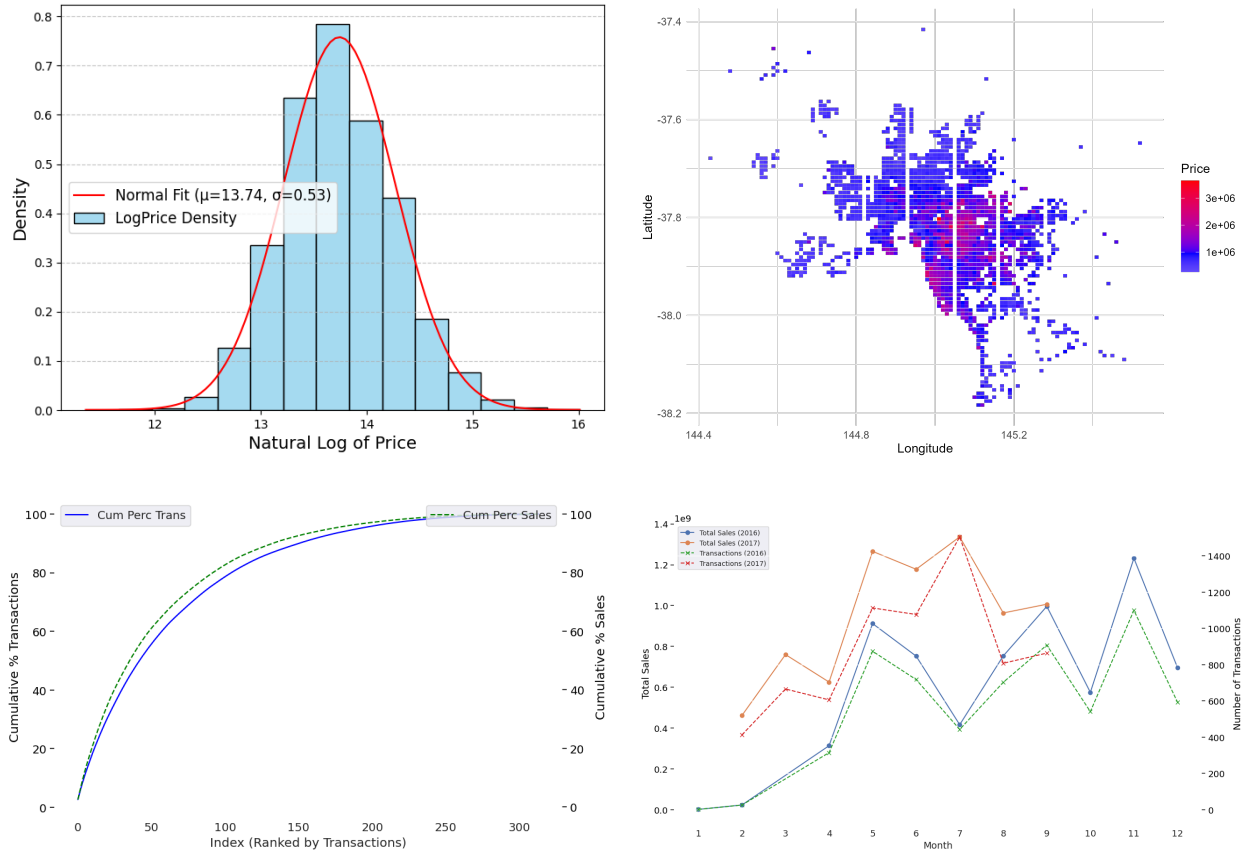 0.8
0.7
0.6
0.5
0.4
0.3
0.2
0.1
0.0
Density
Normal Fit (μ=13.74, σ=0.53)
LogPrice Density
12 13 14 15 16
Natural Log of Price
-37.4
-37.6
-37.8
-38.0
-38.2
Latitude
144.4 144.8 145.2
Longitude
Price
3e+06
2e+06
1e+06
100
80
60
40
20
0
Cumulative % Transactions
Cum Perc Trans
Cum Perc Sales
100
80
60
40
20
0
Cumulative % Sales
0 50 100 150 200 250 300
Index (Ranked by Transactions)
1e9
1.4
1.2
1.0
0.8
0.6
0.4
0.2
0.0
Total Sales
Total Sales (2016)
Total Sales (2017)
Transactions (2016)
Transactions (2017)
1400
1200
1000
800
600
400
200
0
Number of Transactions
1 2 3 4 5 6 7 8 9 10 11 12
Month